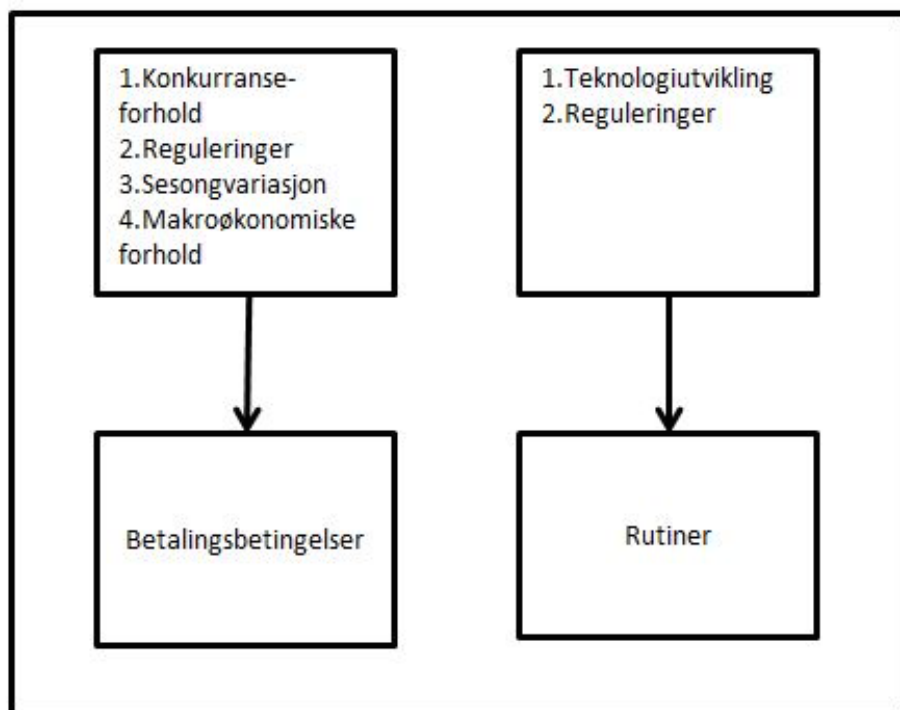 1.Konkurranse-
forhold
2.Reguleringer
3.Sesongvariasjon
4.Makroøkonomiske
forhold
1.Teknologiutvikling
2.Reguleringer
Betalingsbetingelser
Rutiner